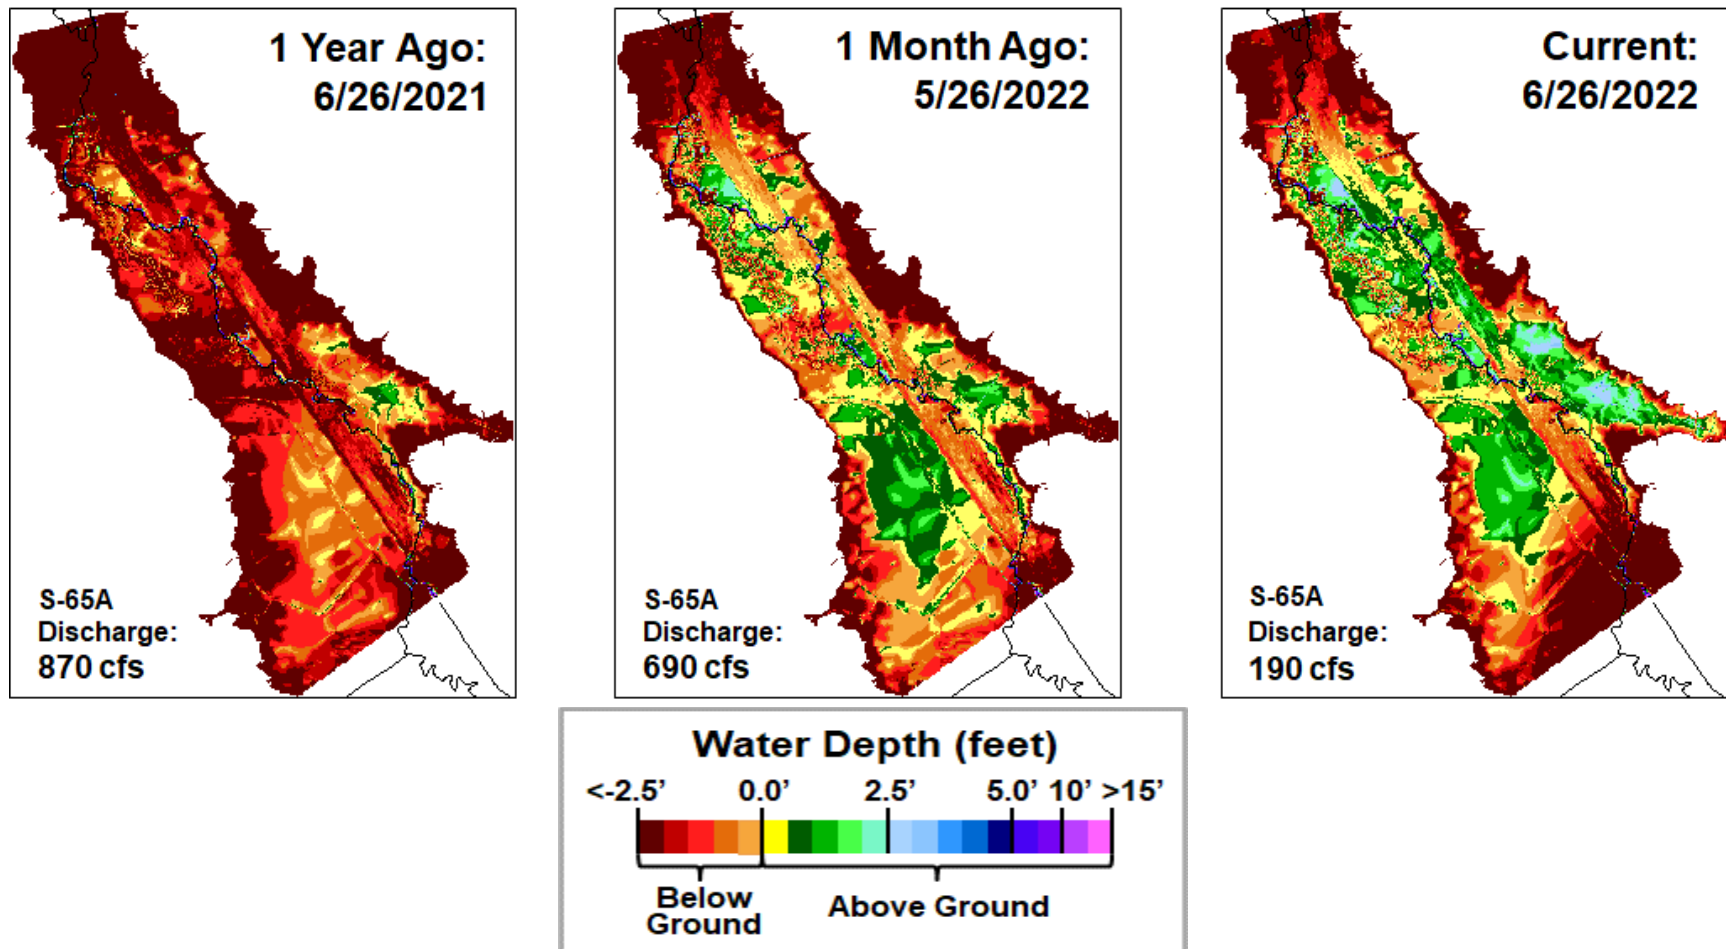 1 Year Ago:
6/26/2021
S-65A
Discharge:
870 cfs
1 Month Ago:
5/26/2022
S-65A
Discharge:
690 cfs
Current:
6/26/2022
S-65A
Discharge:
190 cfs
Water Depth (feet)
<-2.5’ 0.0’ 2.5’ 5.0’ 10’ >15’
Below
Ground
Above Ground